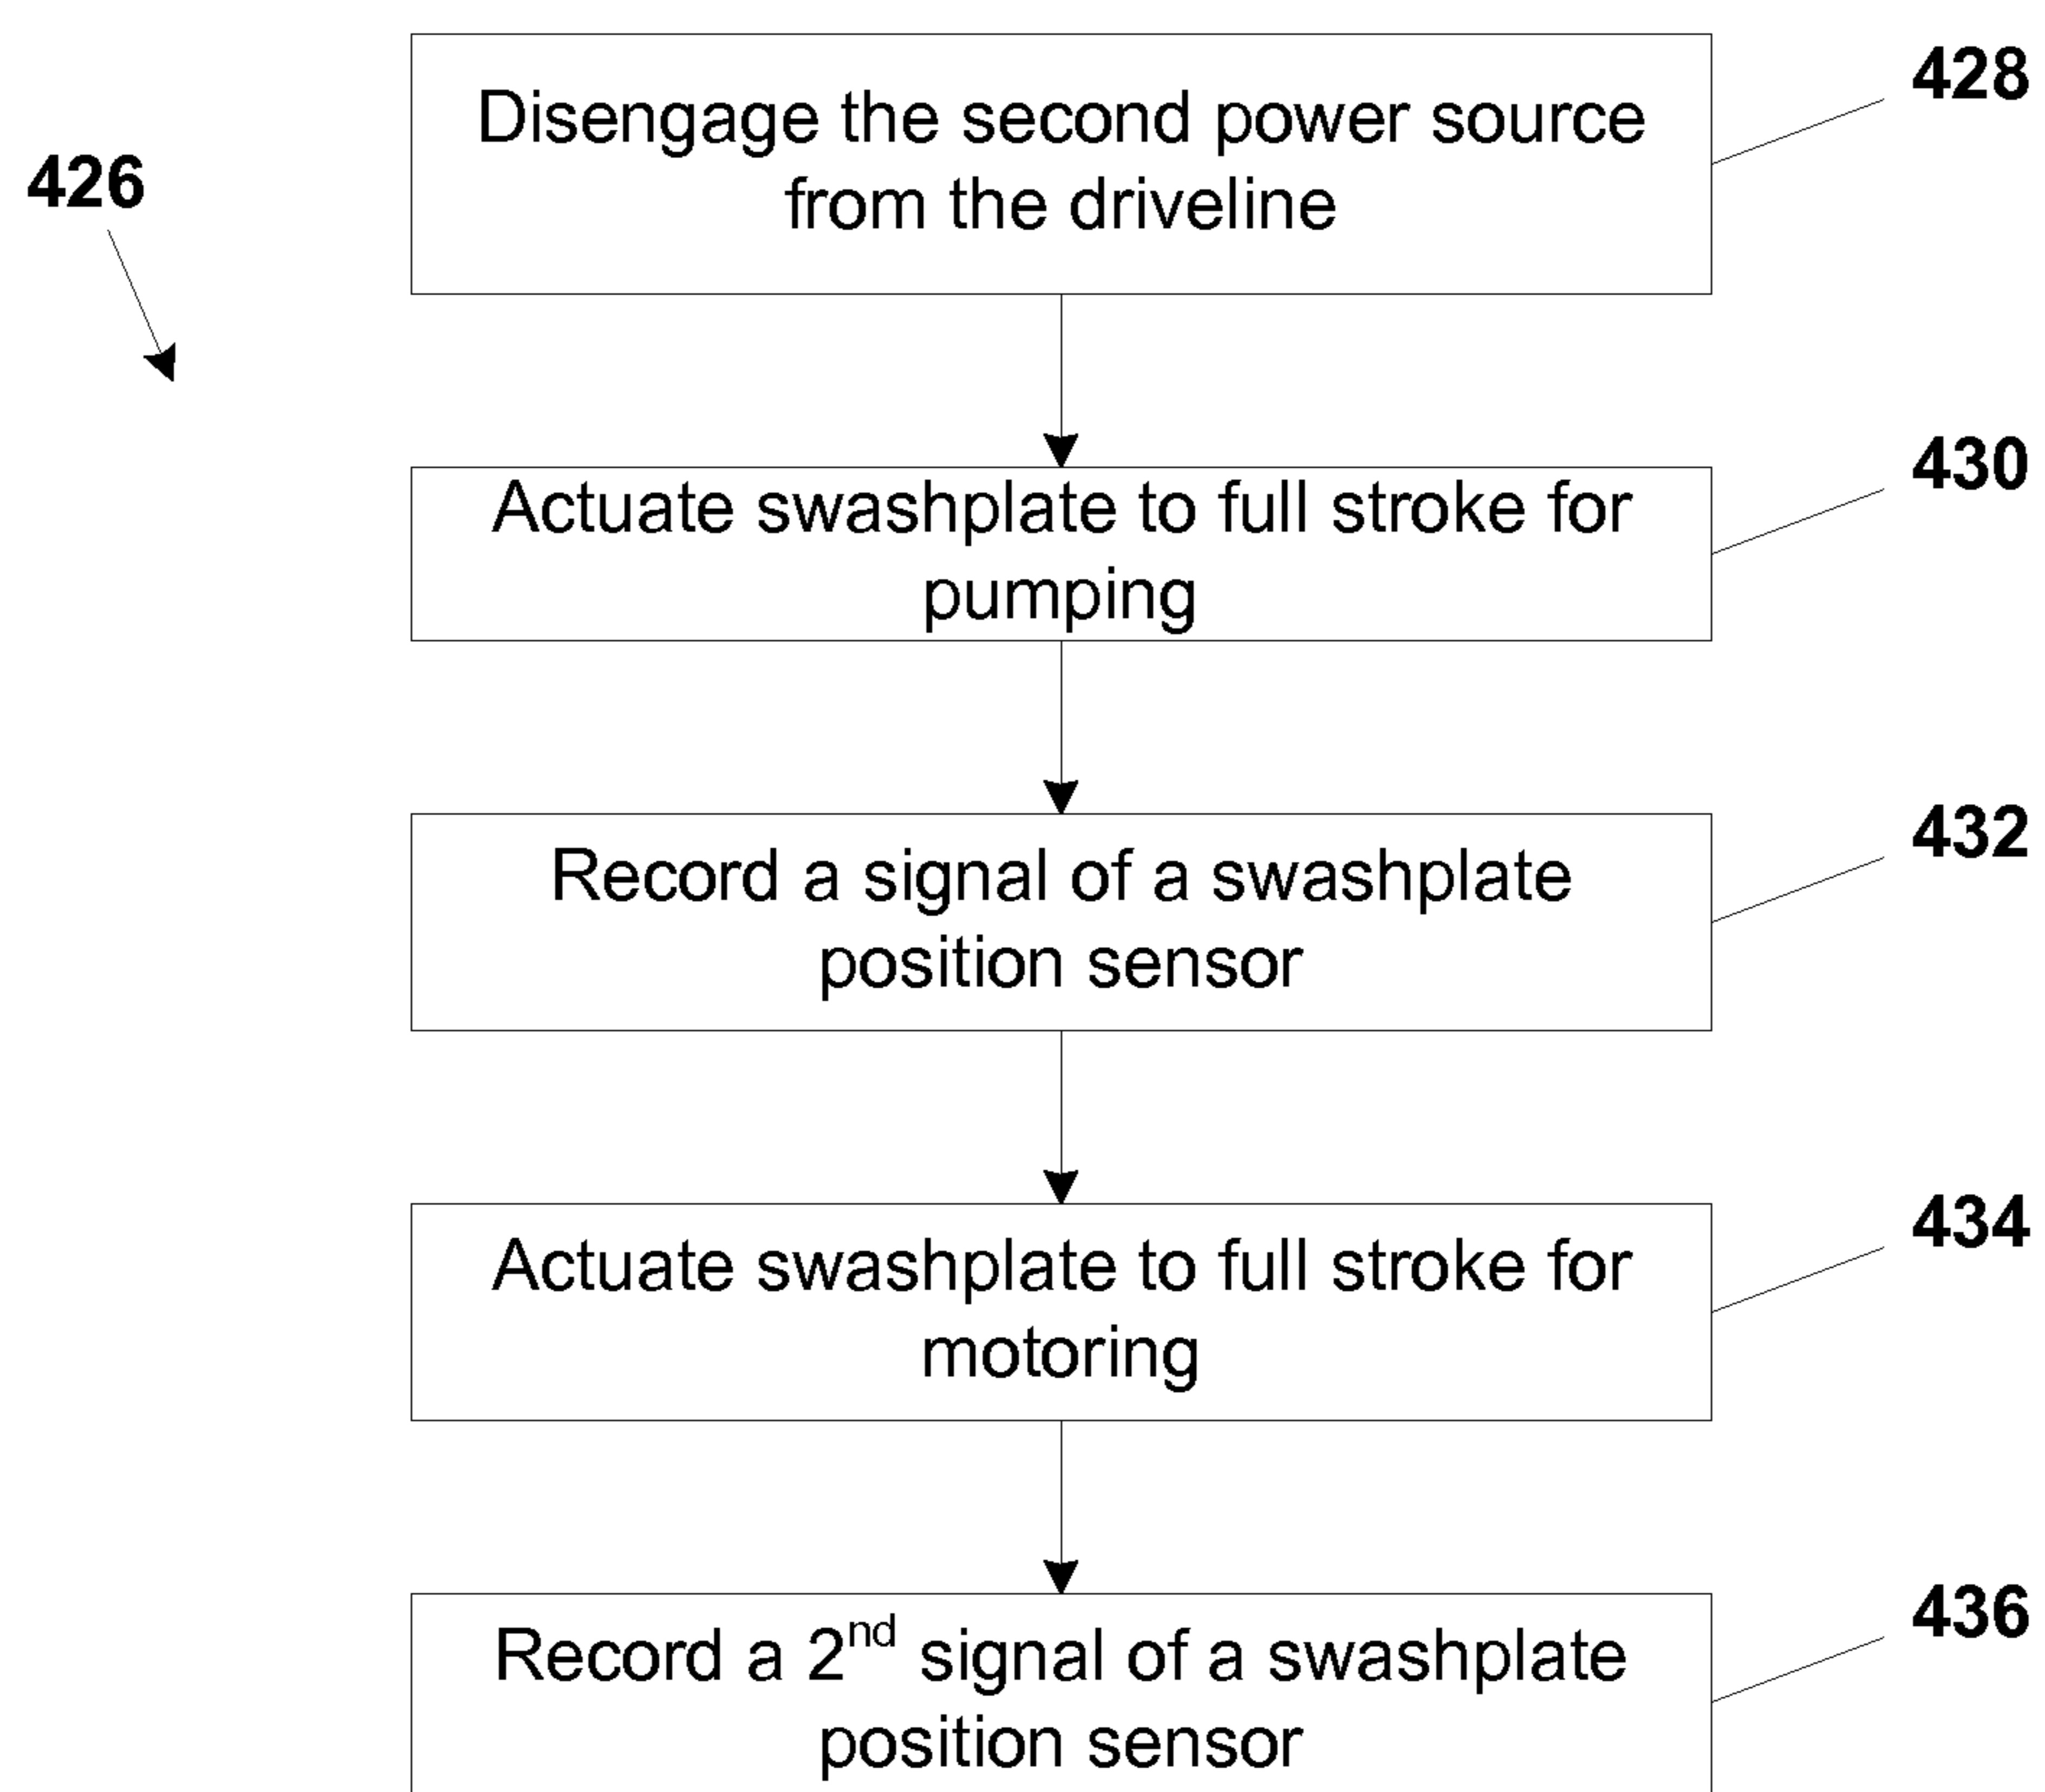 428
Disengage the second power source
from the driveline
426
430
Actuate swashplate to full stroke for
pumping
432
Record a signal of a swashplate
position sensor
434
Actuate swashplate to full stroke for
motoring
436
Record a 2nd signal of a swashplate
position sensor